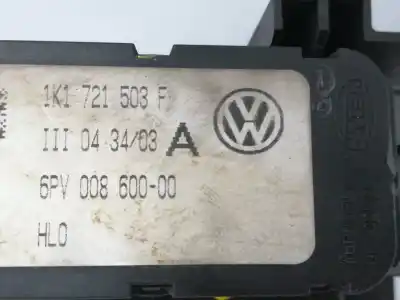 1K1 721 503 F
III 04 34/03 A
6PV 008 600-00
HLO